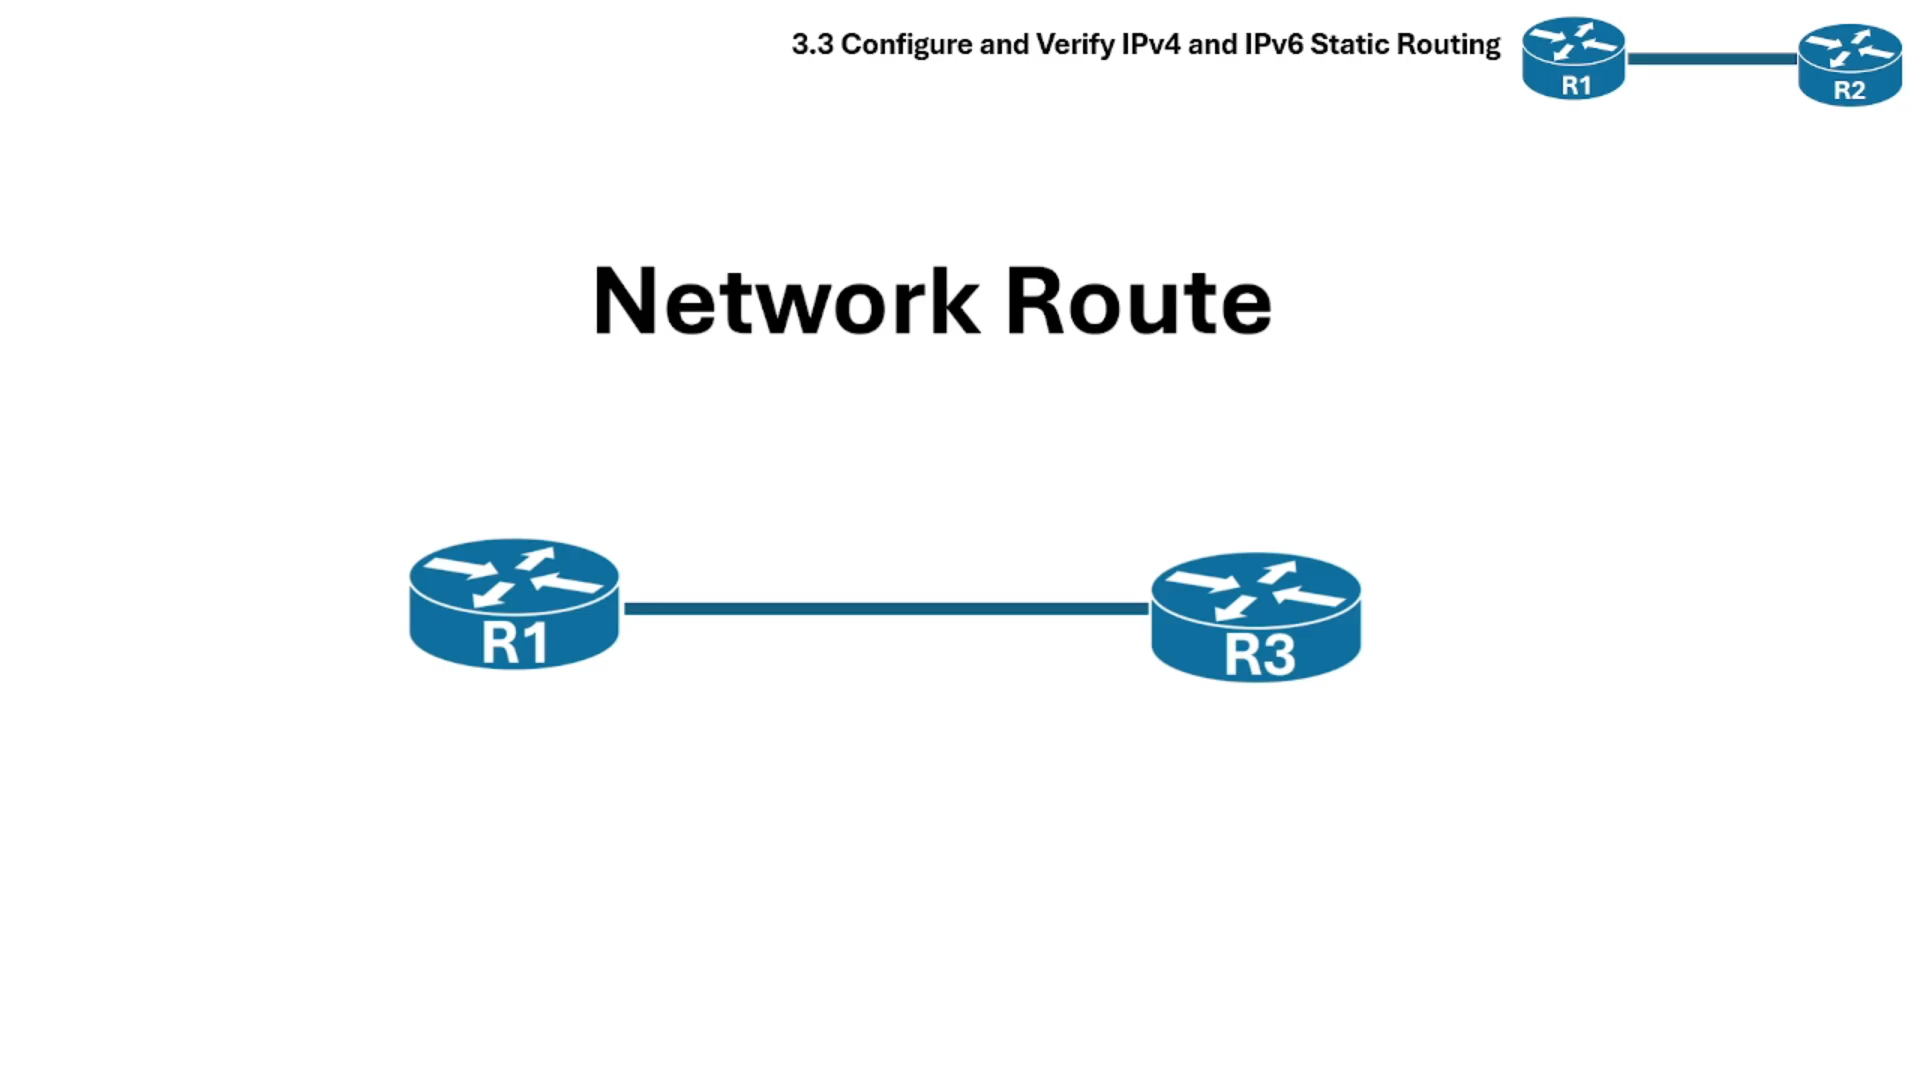 3.3 Configure and Verify IPv4 and IPv6 Static Routing
R1
R2
Network Route
R1
R3